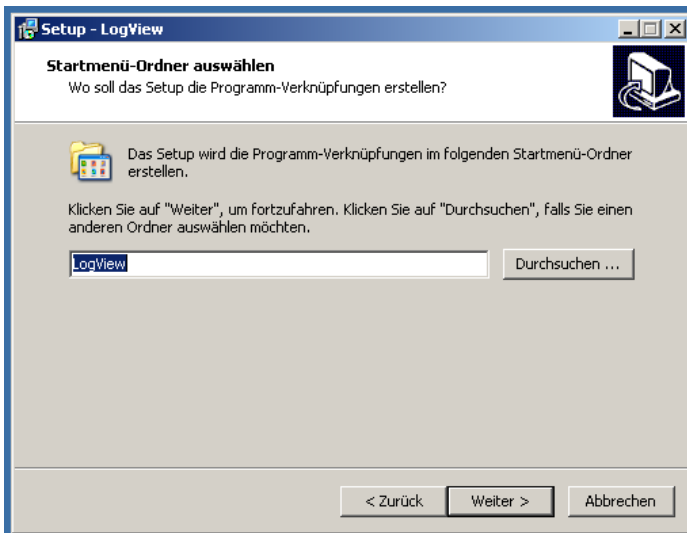 Setup - LogView
Startmenü-Ordner auswählen
Wo soll das Setup die Programm-Verknüpfungen erstellen?
Das Setup wird die Programm-Verknüpfungen im folgenden Startmenü-Ordner
erstellen.
Klicken Sie auf "Weiter", um fortzufahren. Klicken Sie auf "Durchsuchen", falls Sie einen
anderen Ordner auswählen möchten.
LogView
Durchsuchen ...
< Zurück
Weiter >
Abbrechen